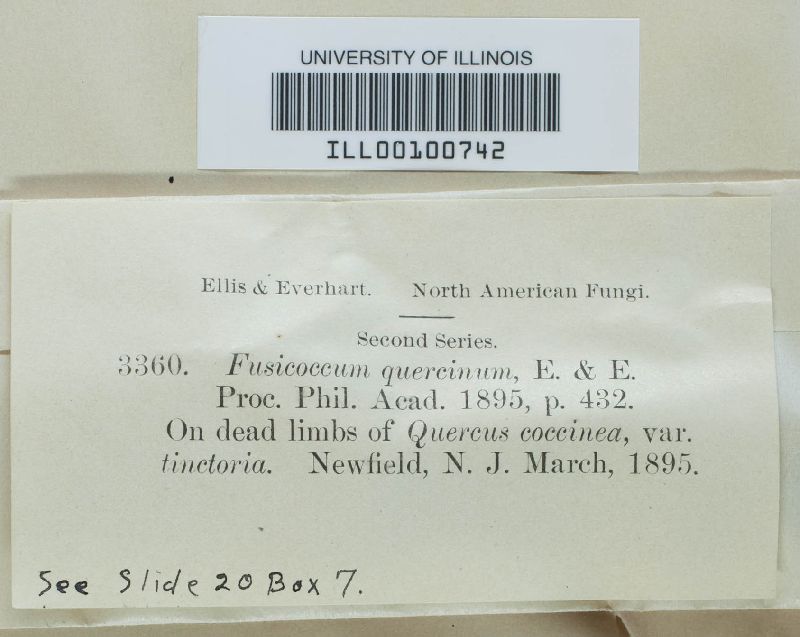 UNIVERSITY OF ILLINOIS
ILL00100742
Ellis & Everhart. North American Fungi.
Second Series.
3360. Fusicoccum quercinum, E. & E.
Proc. Phil. Acad. 1895, p. 432.
On dead limbs of Quercus coccinea, var.
tinctoria. Newfield, N. J. March, 1895.
See Slide 20 Box 7.